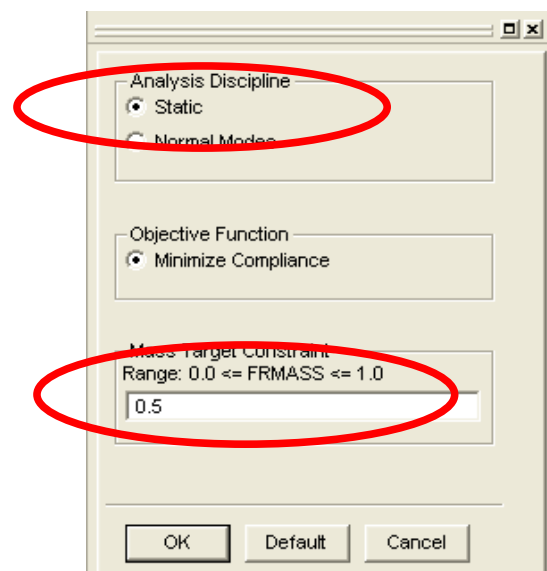 Analysis Discipline
Static
Normal Modes
Objective Function
Minimize Compliance
Mass Target Constraint
Range: 0.0 <= FRMASS <= 1.0
0.5
OK Default Cancel